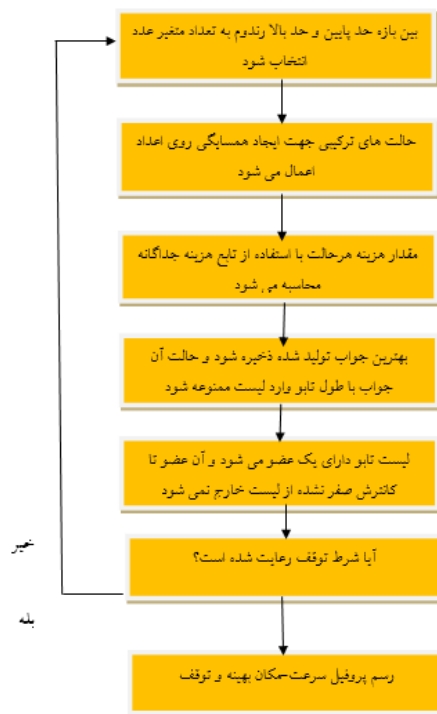 بین بازه حد پایین و حد بالا رندوم به تعداد متغیر عدد
انتخاب شود
حالت های ترکیبی جهت ایجاد همسایگی روی اعداد
اعمال می شود
مقدار هزینه هرحالت با استفاده از تابع هزینه جداگانه
محاسبه می شود
بهترین جواب تولید شده ذخیره شود و حالت آن
جواب با طول تابو وارد لیست ممنوعه شود
لیست تابو دارای یک عضو می شود و آن عضو تا
کانترش صفر نشده از لیست خارج نمی شود
خیر
آیا شرط توقف رعایت شده است؟
بله
رسم پروفیل سرعت-مکان بهینه و توقف